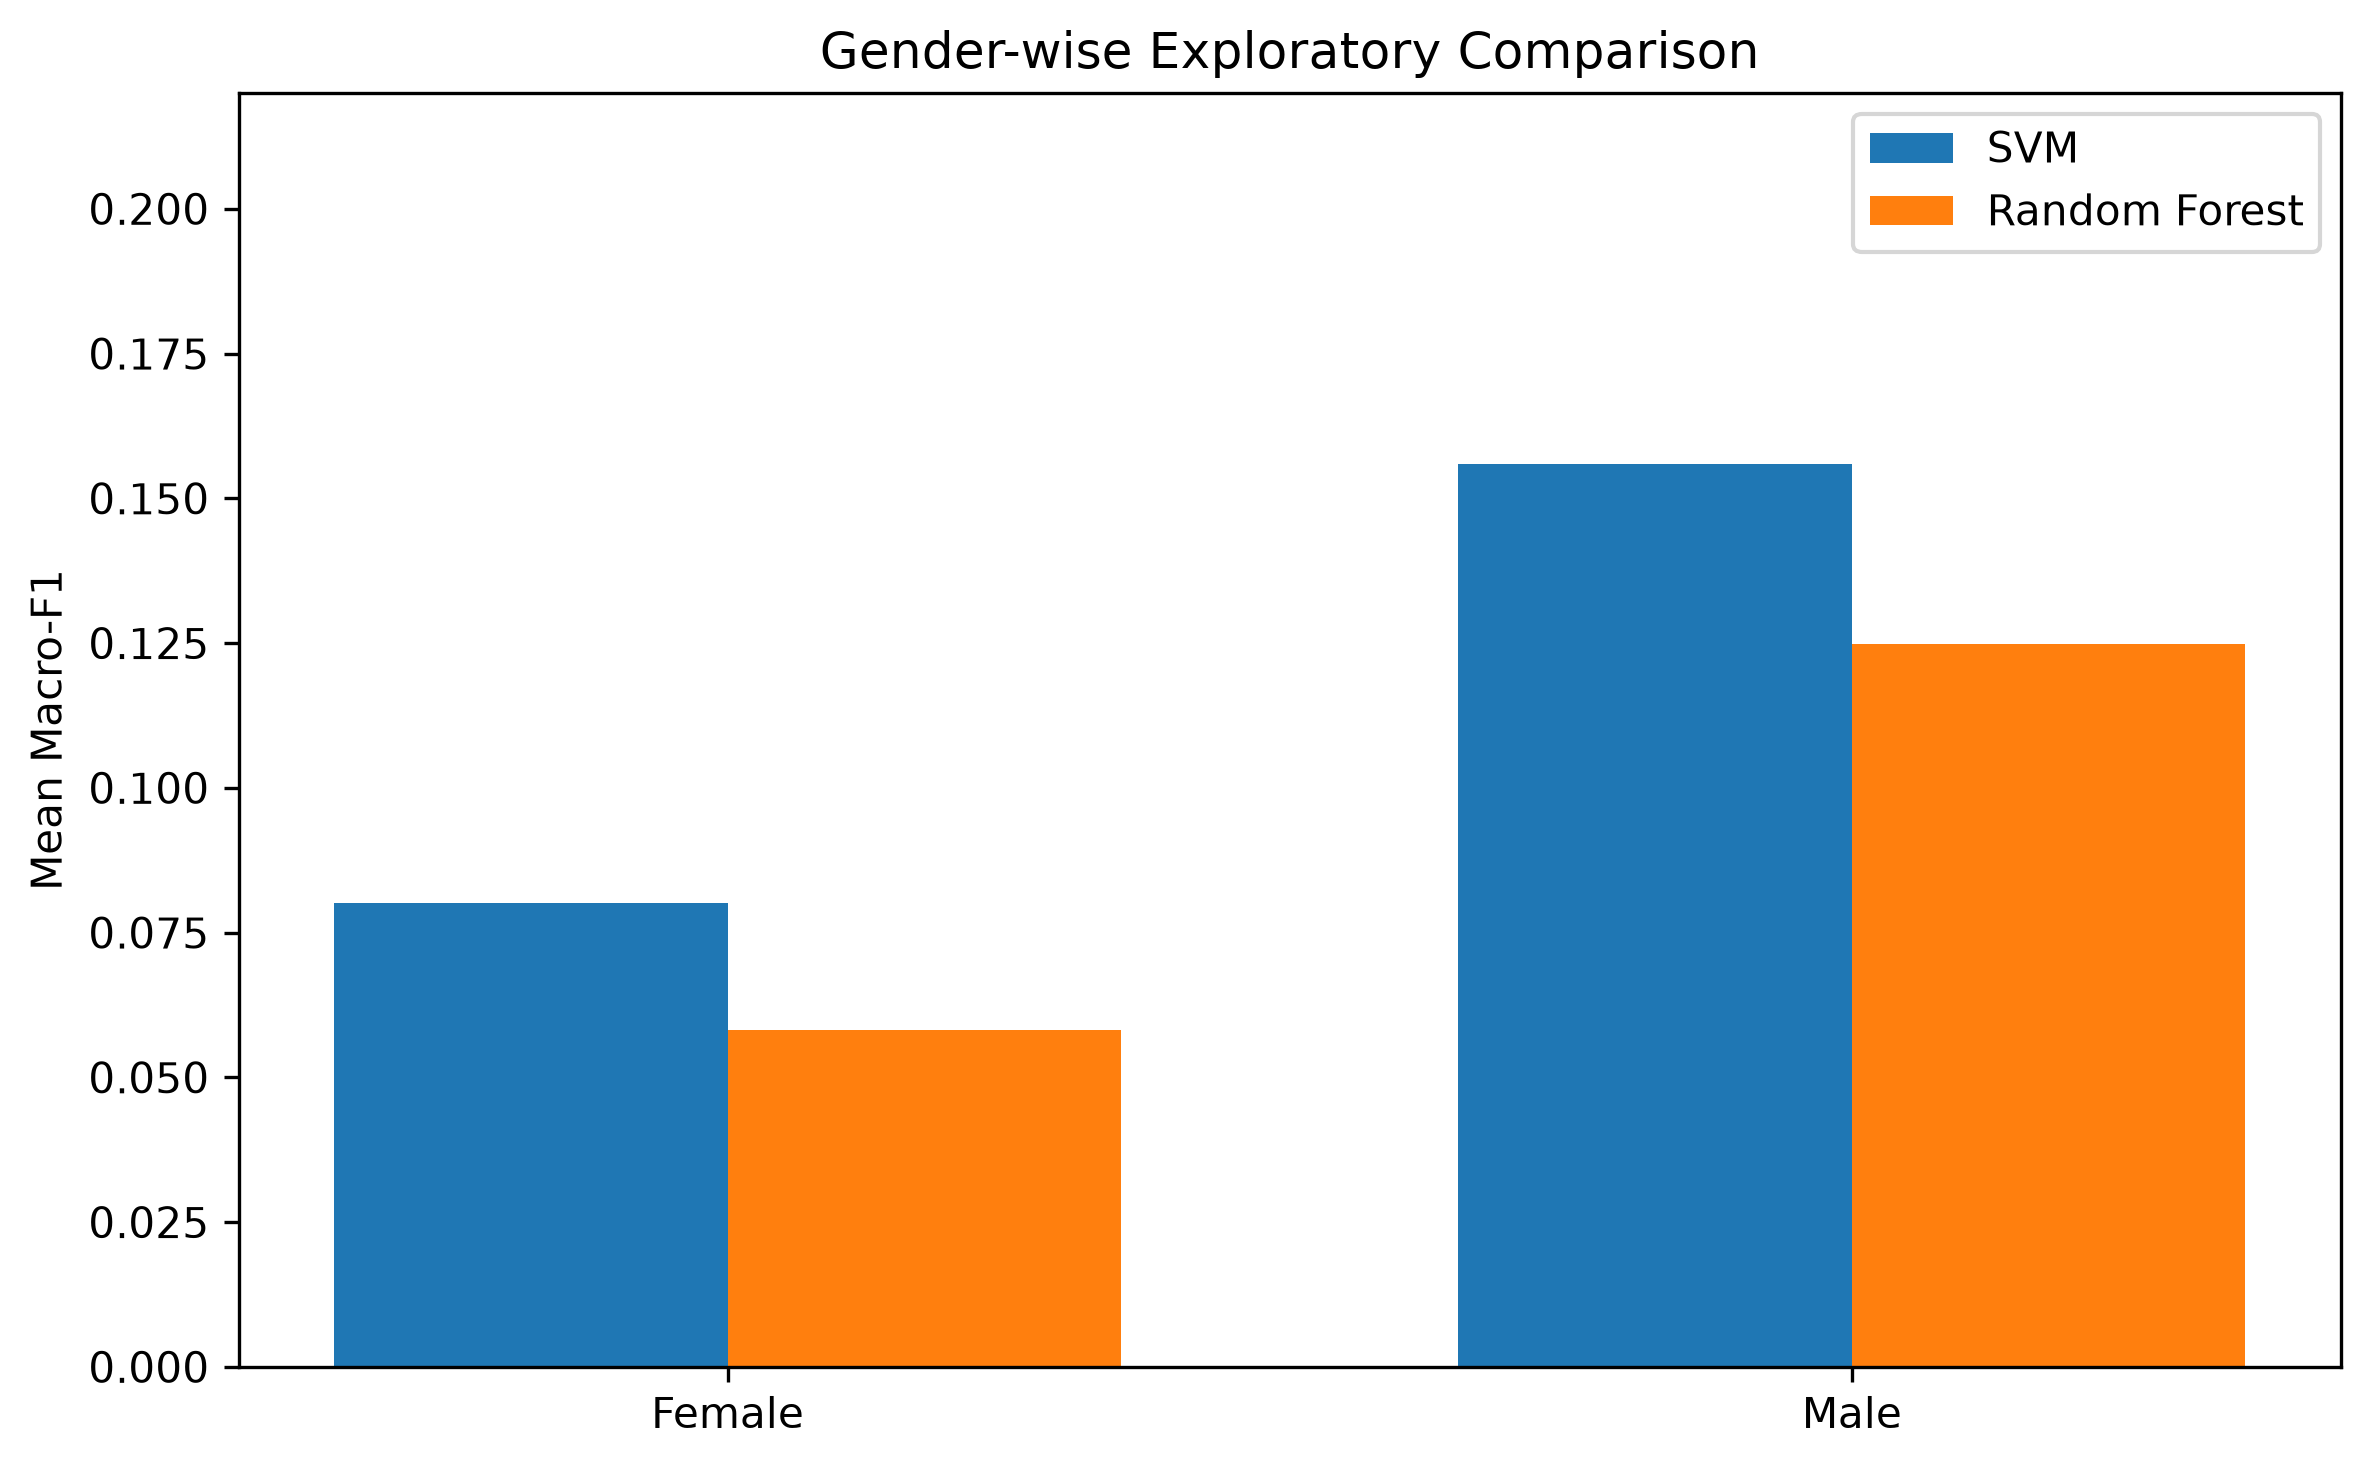 Gender-wise Exploratory Comparison
SVM
Random Forest
Mean Macro-F1
0.200
0.175
0.150
0.125
0.100
0.075
0.050
0.025
0.000
Female
Male